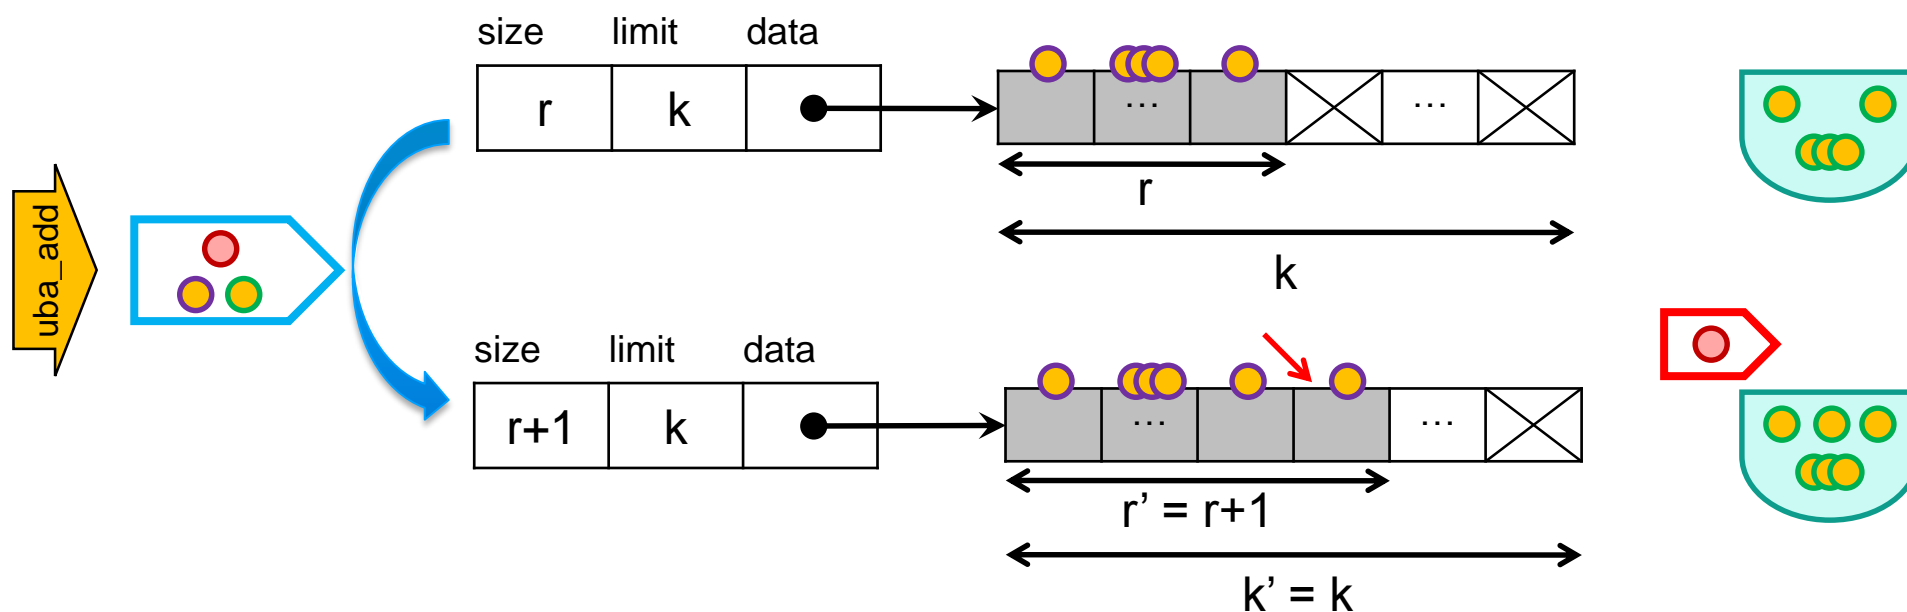 size limit data
r k
... ...
r
k
uba_add
size limit data
r+1 k
... ...
r’ = r+1
k’ = k